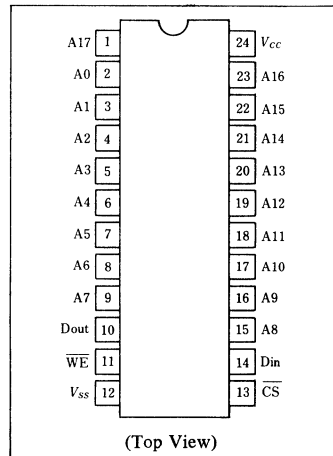 A17 1 24 Vcc
A0 2 23 A16
A1 3 22 A15
A2 4 21 A14
A3 5 20 A13
A4 6 19 A12
A5 7 18 A11
A6 8 17 A10
A7 9 16 A9
Dout 10 15 A8
W̅E̅ 11 14 Din
Vss 12 13 C̅S̅
(Top View)